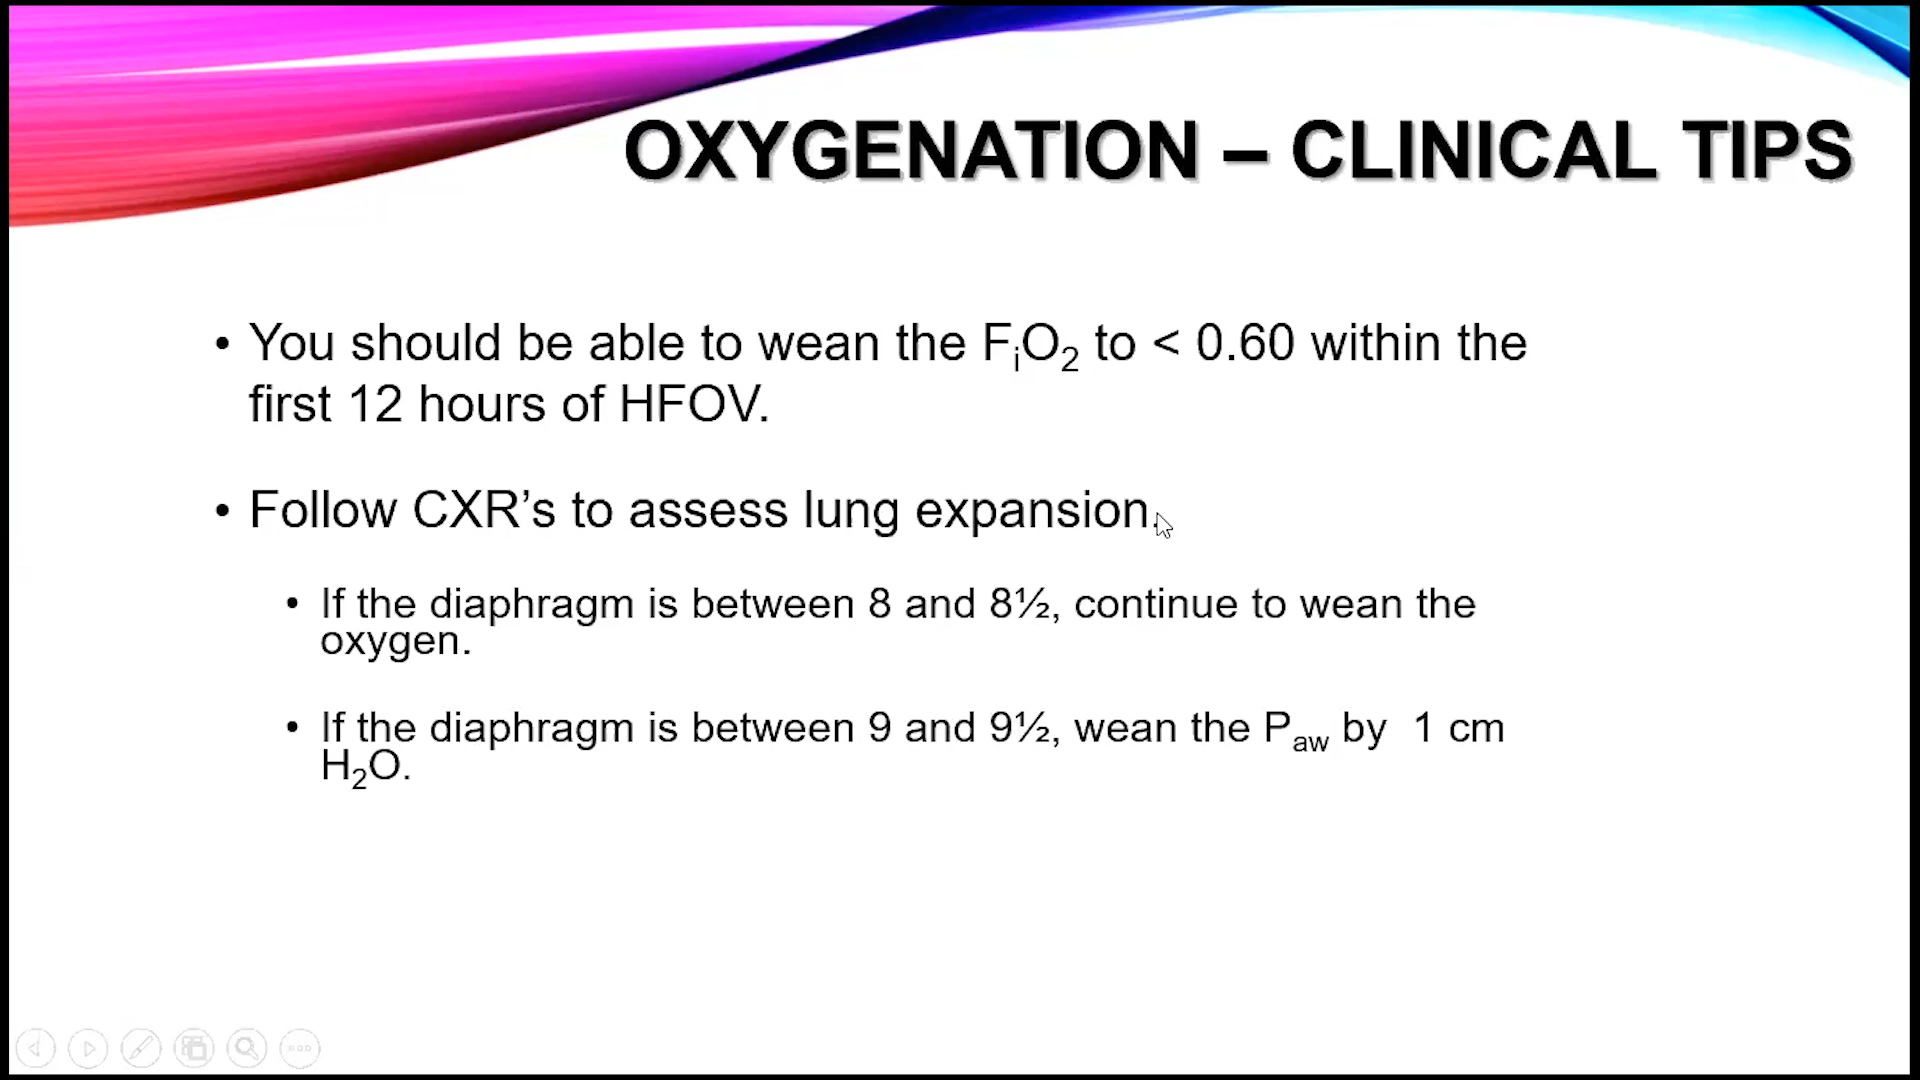 OXYGENATION – CLINICAL TIPS
• You should be able to wean the FᵢO₂ to < 0.60 within the
first 12 hours of HFOV.
• Follow CXR’s to assess lung expansion.
• If the diaphragm is between 8 and 8½, continue to wean the
oxygen.
• If the diaphragm is between 9 and 9½, wean the Paw by 1 cm
H₂O.